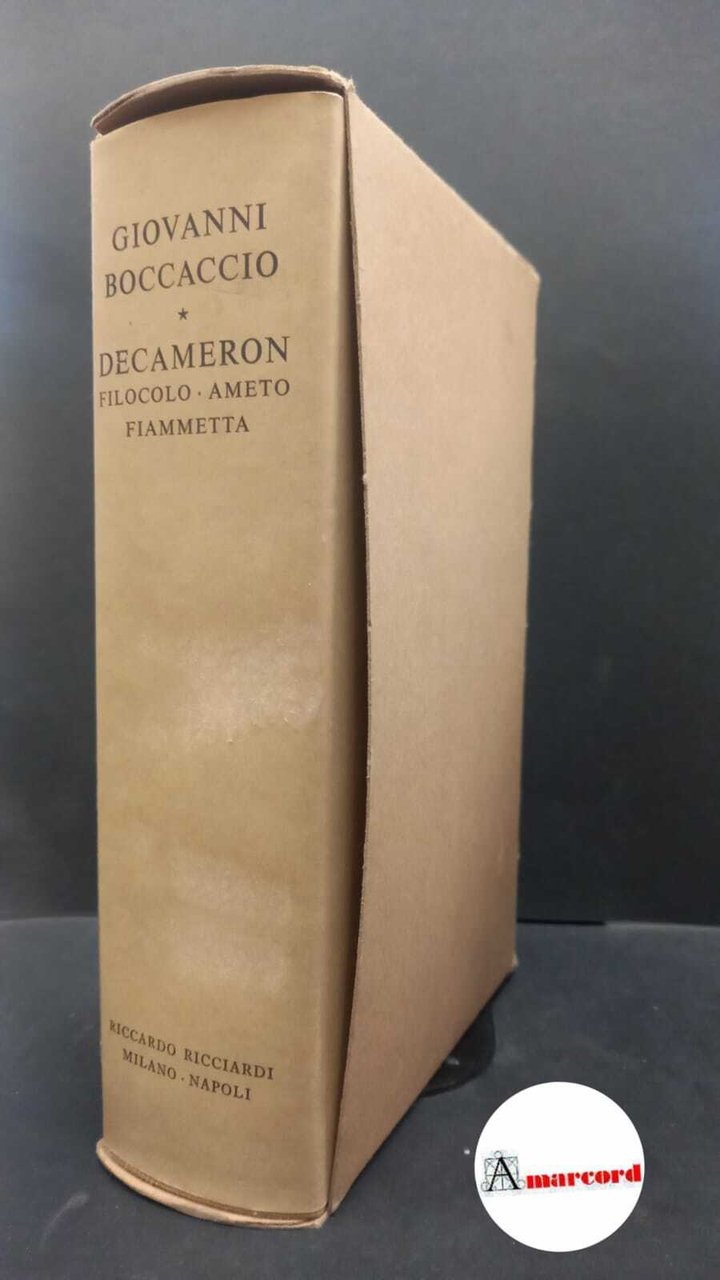 GIOVANNI
BOCCACCIO
★
DECAMERON
FILOCOLO · AMETO
FIAMMETTA
RICCARDO RICCIARDI
MILANO · NAPOLI
Amarcord